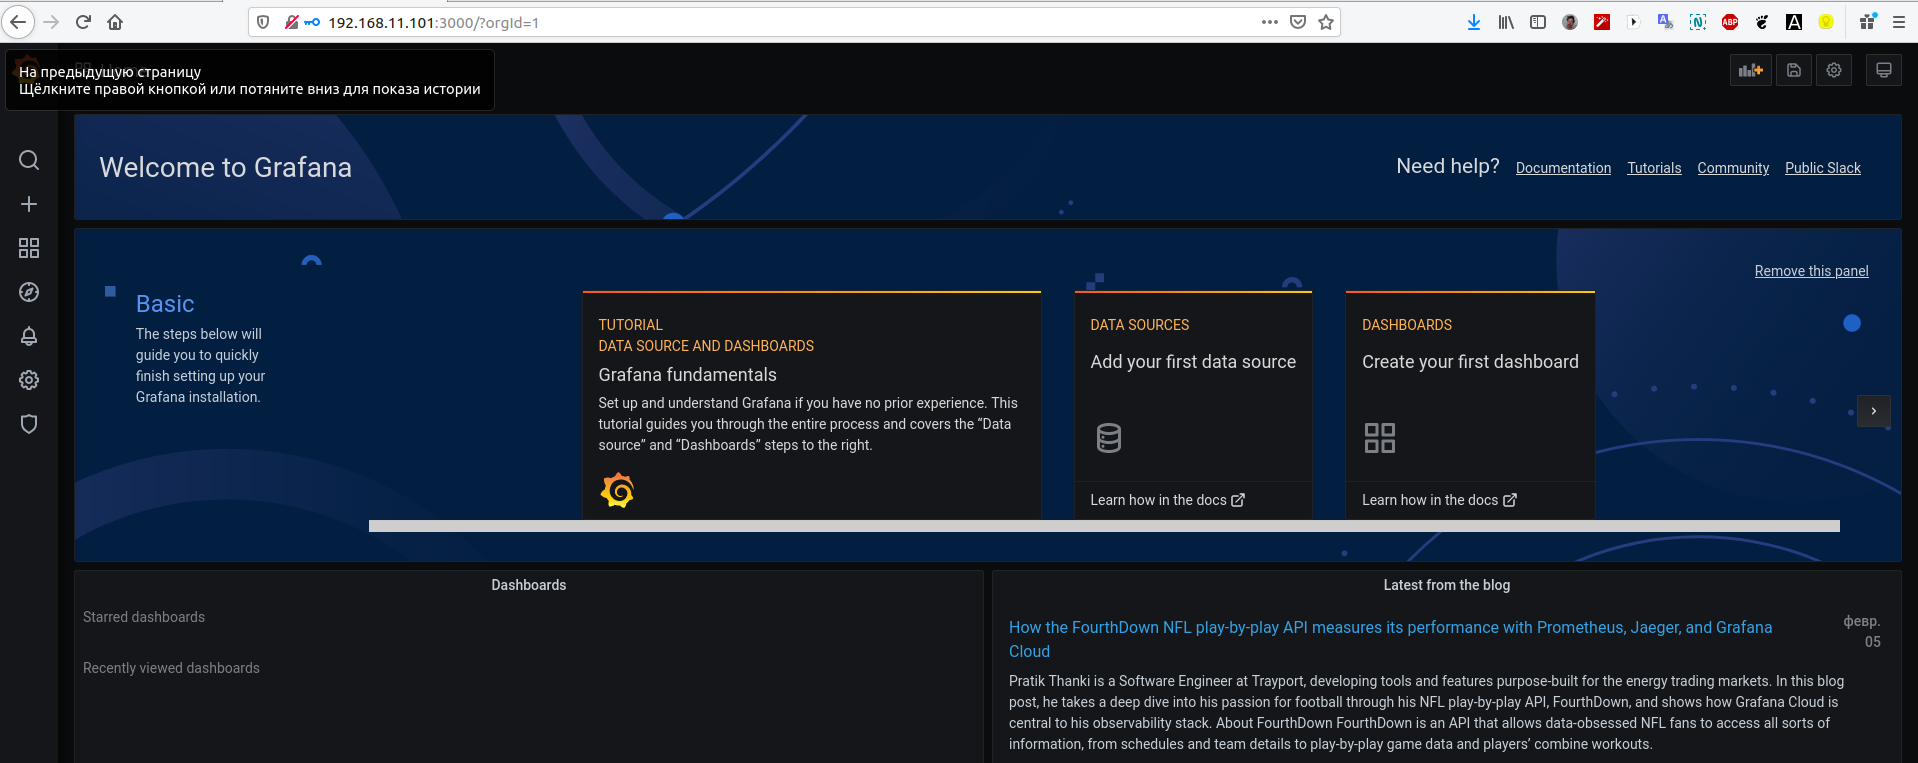 192.168.11.101:3000/?orgId=1
ABP
На предыдущую страницу
Щёлкните правой кнопкой или потяните вниз для показа истории
Welcome to Grafana
Need help? Documentation Tutorials Community Public Slack
Remove this panel
Basic
The steps below will
guide you to quickly
finish setting up your
Grafana installation.
TUTORIAL
DATA SOURCE AND DASHBOARDS
Grafana fundamentals
Set up and understand Grafana if you have no prior experience. This
tutorial guides you through the entire process and covers the “Data
source” and “Dashboards” steps to the right.
DATA SOURCES
Add your first data source
Learn how in the docs
DASHBOARDS
Create your first dashboard
Learn how in the docs
Dashboards
Starred dashboards
Recently viewed dashboards
Latest from the blog
How the FourthDown NFL play-by-play API measures its performance with Prometheus, Jaeger, and Grafana
Cloud
февр.
05
Pratik Thanki is a Software Engineer at Trayport, developing tools and features purpose-built for the energy trading markets. In this blog
post, he takes a deep dive into his passion for football through his NFL play-by-play API, FourthDown, and shows how Grafana Cloud is
central to his observability stack. About FourthDown FourthDown is an API that allows data-obsessed NFL fans to access all sorts of
information, from schedules and team details to play-by-play game data and players’ combine workouts.